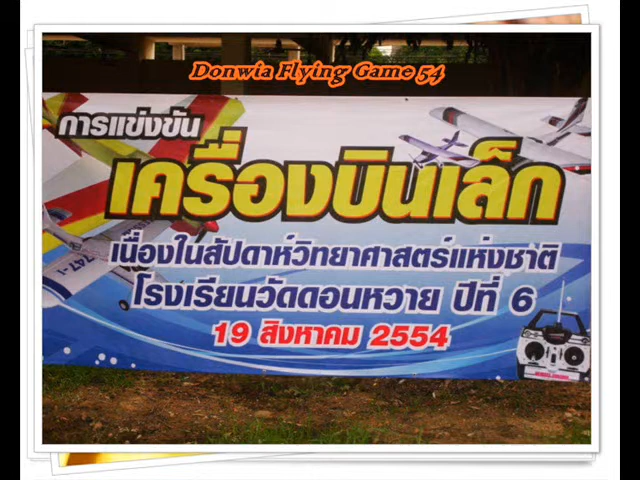 Donwia Flying Game 54
การแข่งขัน
เครื่องบินเล็ก
เนื่องในสัปดาห์วิทยาศาสตร์แห่งชาติ
โรงเรียนวัดดอนหวาย ปีที่ 6
19 สิงหาคม 2554
747-1